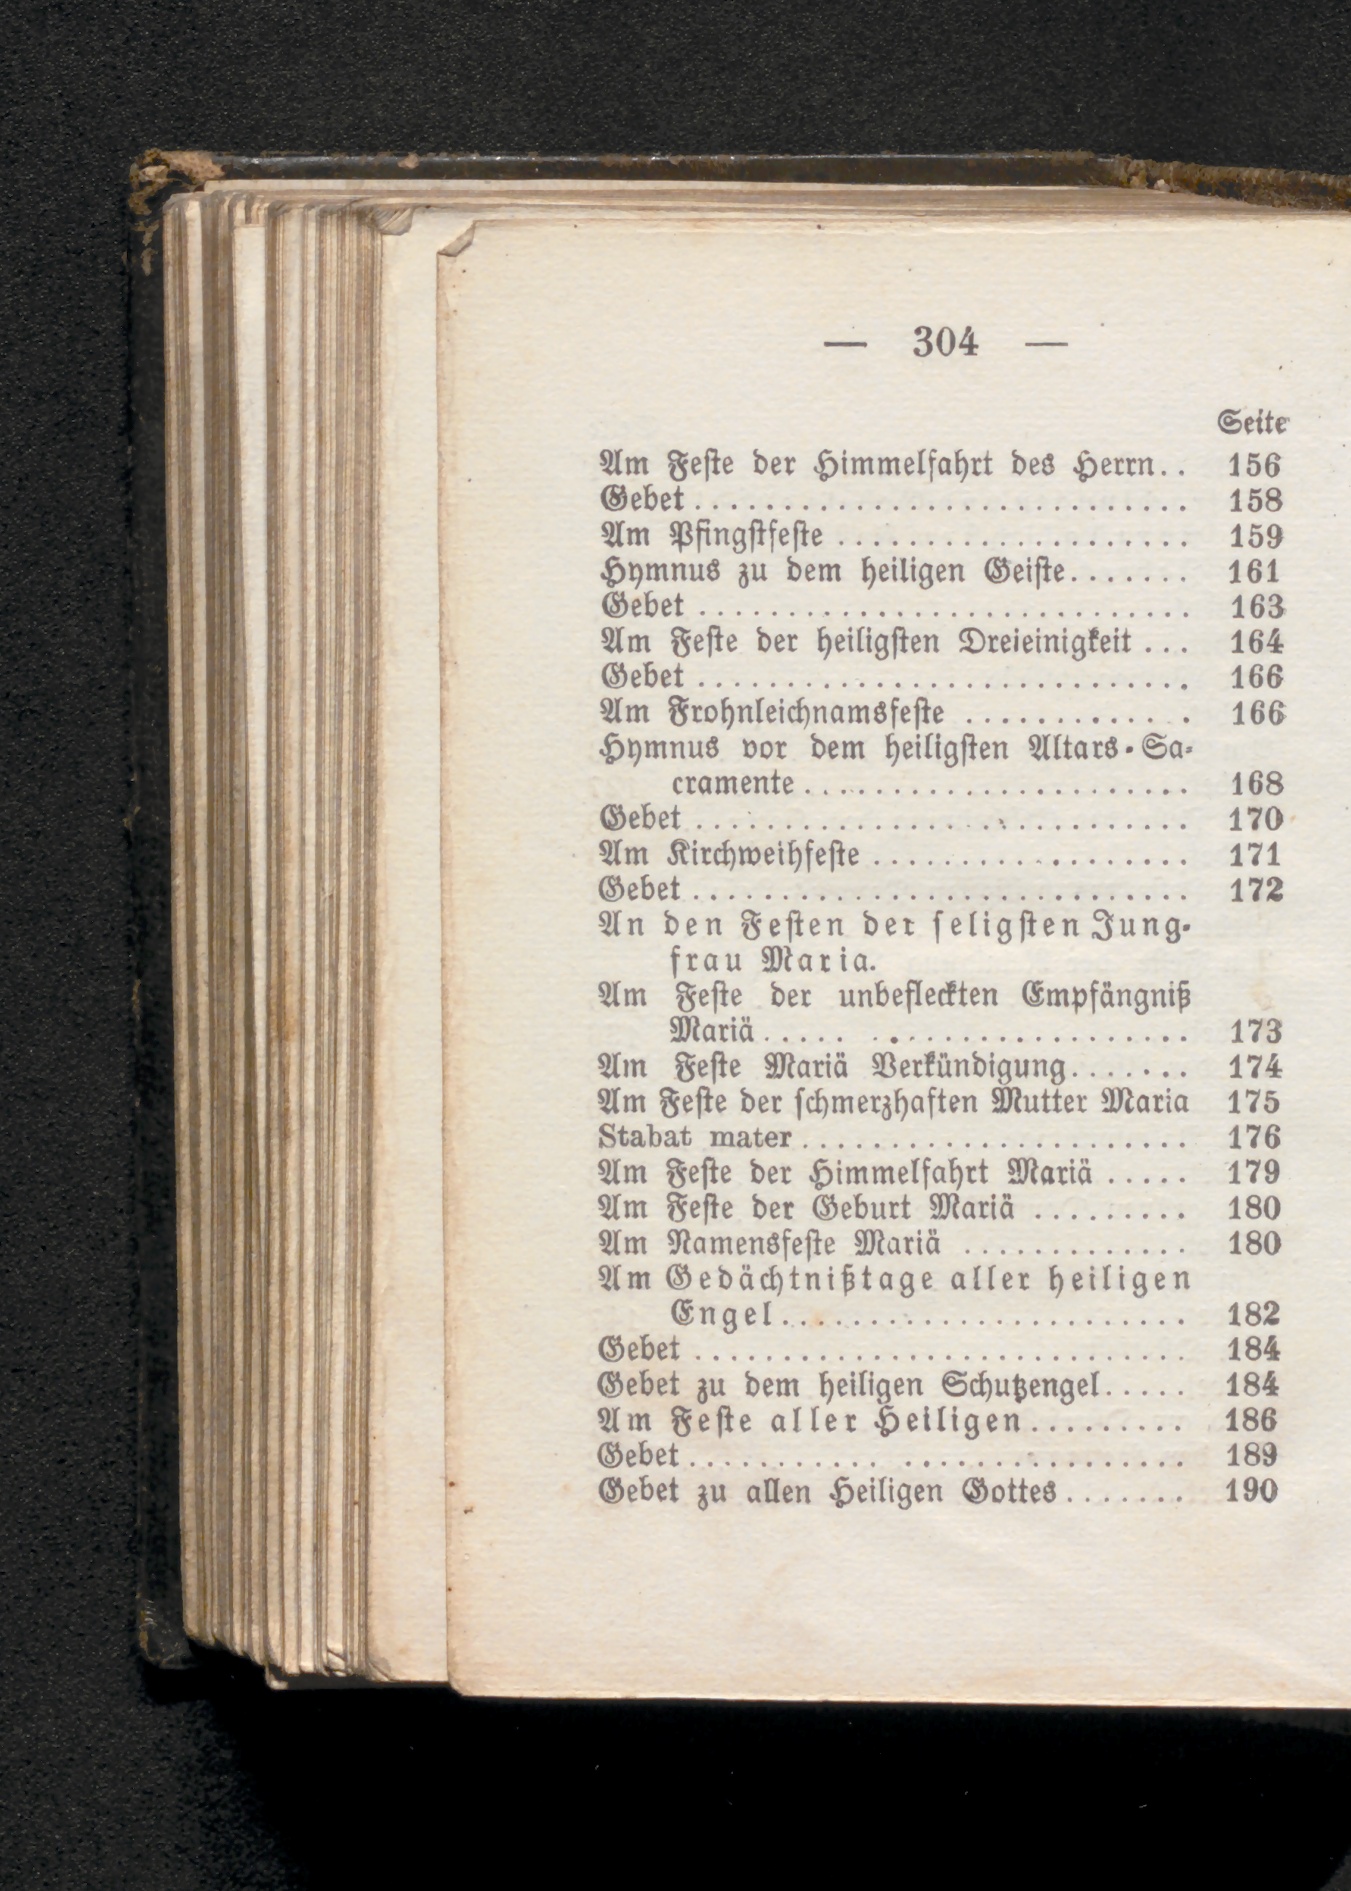 — 304 —
Seite
Am Feste der Himmelfahrt des Herrn.. 156
Gebet............................ 158
Am Pfingstfeste.................... 159
Hymnus zu dem heiligen Geiste....... 161
Gebet............................ 163
Am Feste der heiligsten Dreieinigkeit... 164
Gebet............................ 166
Am Frohnleichnamsfeste............. 166
Hymnus vor dem heiligsten Altars-Sa-
cramente...................... 168
Gebet............................ 170
Am Kirchweihfeste.................. 171
Gebet............................ 172
An den Festen der seligsten Jung-
frau Maria.
Am Feste der unbefleckten Empfängniß
Mariä........................ 173
Am Feste Mariä Verkündigung....... 174
Am Feste der schmerzhaften Mutter Maria 175
Stabat mater...................... 176
Am Feste der Himmelfahrt Mariä..... 179
Am Feste der Geburt Mariä......... 180
Am Namensfeste Mariä............. 180
Am Gedächtnißtage aller heiligen
Engel....................... 182
Gebet............................ 184
Gebet zu dem heiligen Schutzengel..... 184
Am Feste aller Heiligen......... 186
Gebet............................ 189
Gebet zu allen Heiligen Gottes....... 190